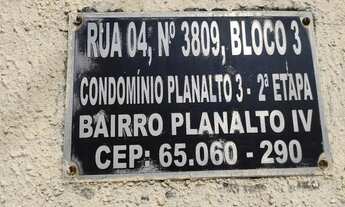 RUA 04, Nº 3809, BLOCO 3
CONDOMÍNIO PLANALTO 3 - 2ª ETAPA
BAIRRO PLANALTO IV
CEP: 65.060 - 290